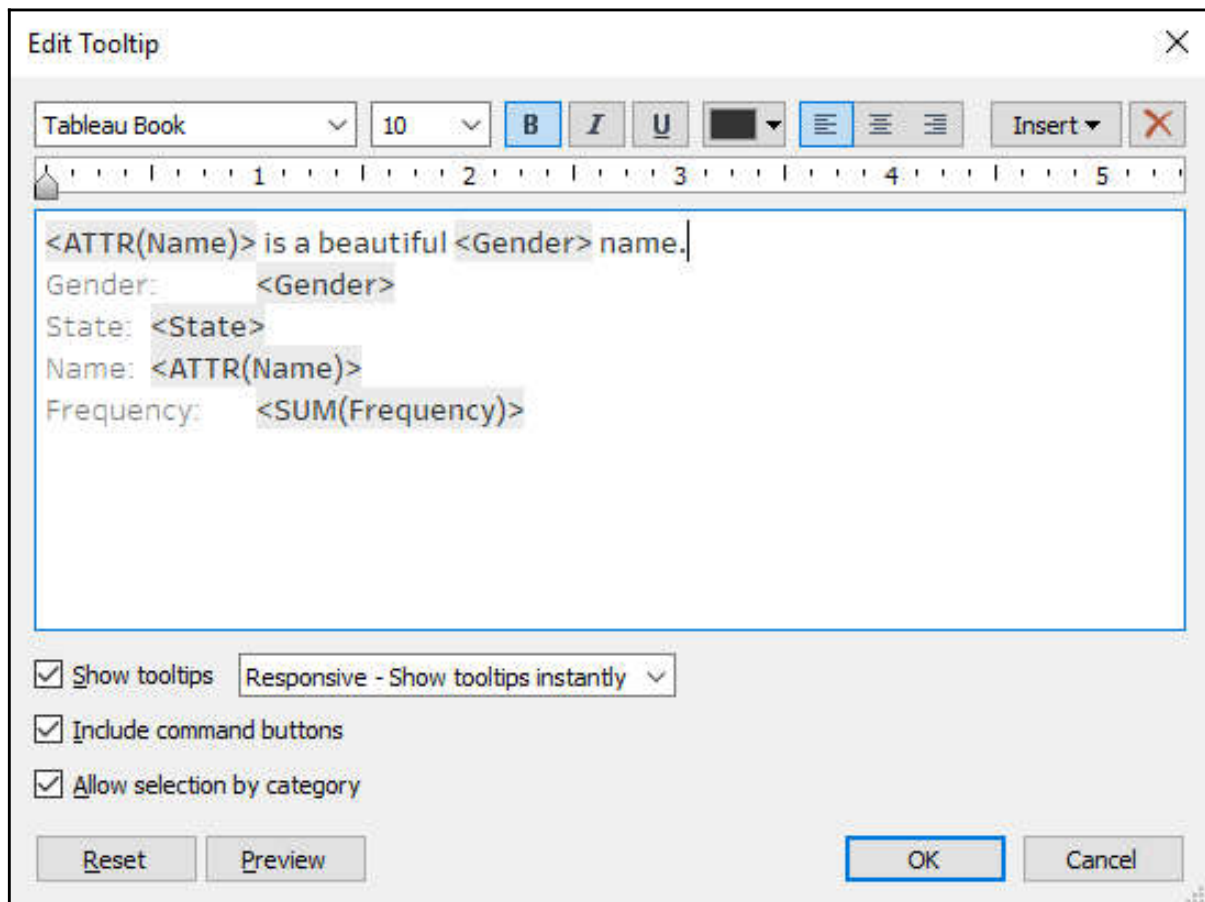 Edit Tooltip
Tableau Book 10 B I U Insert
1 2 3 4 5
<ATTR(Name)> is a beautiful <Gender> name.
Gender: <Gender>
State: <State>
Name: <ATTR(Name)>
Frequency: <SUM(Frequency)>
Show tooltips Responsive - Show tooltips instantly
Include command buttons
Allow selection by category
Reset Preview OK Cancel